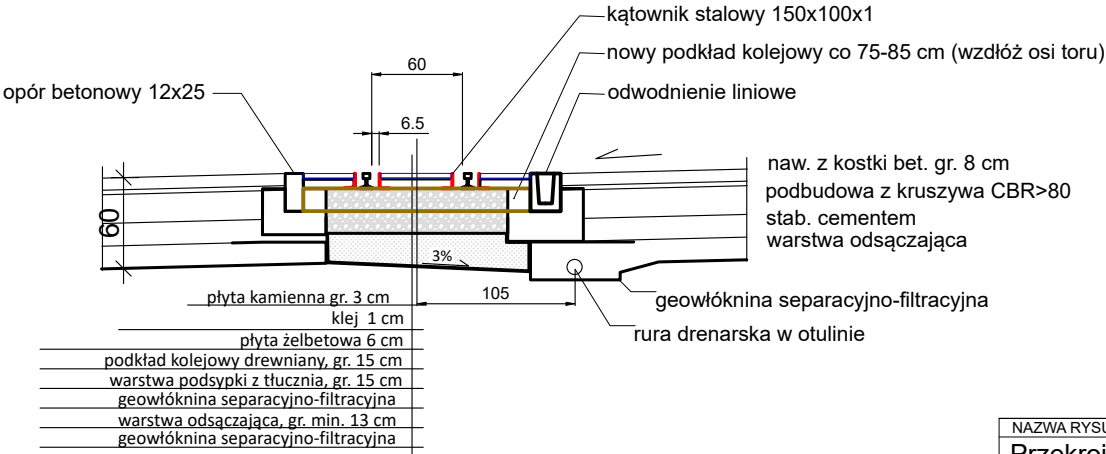 kątownik stalowy 150x100x1
nowy podkład kolejowy co 75-85 cm (wzdłóż osi toru)
60
opór betonowy 12x25
odwodnienie liniowe
6.5
naw. z kostki bet. gr. 8 cm
podbudowa z kruszywa CBR>80
stab. cementem
warstwa odsączająca
60
3%
105
geowłóknina separacyjno-filtracyjna
rura drenarska w otulinie
płyta kamienna gr. 3 cm
klej 1 cm
płyta żelbetowa 6 cm
podkład kolejowy drewniany, gr. 15 cm
warstwa podsypki z tłucznia, gr. 15 cm
geowłóknina separacyjno-filtracyjna
warstwa odsączająca, gr. min. 13 cm
geowłóknina separacyjno-filtracyjna
NAZWA RYSU